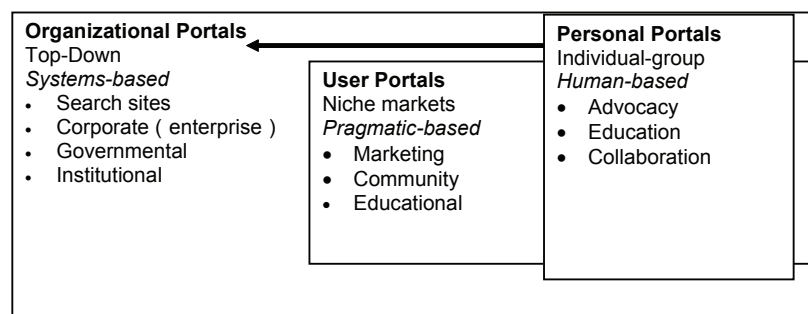 Organizational Portals
Top-Down
Systems-based
• Search sites
• Corporate ( enterprise )
• Governmental
• Institutional
User Portals
Niche markets
Pragmatic-based
• Marketing
• Community
• Educational
Personal Portals
Individual-group
Human-based
• Advocacy
• Education
• Collaboration